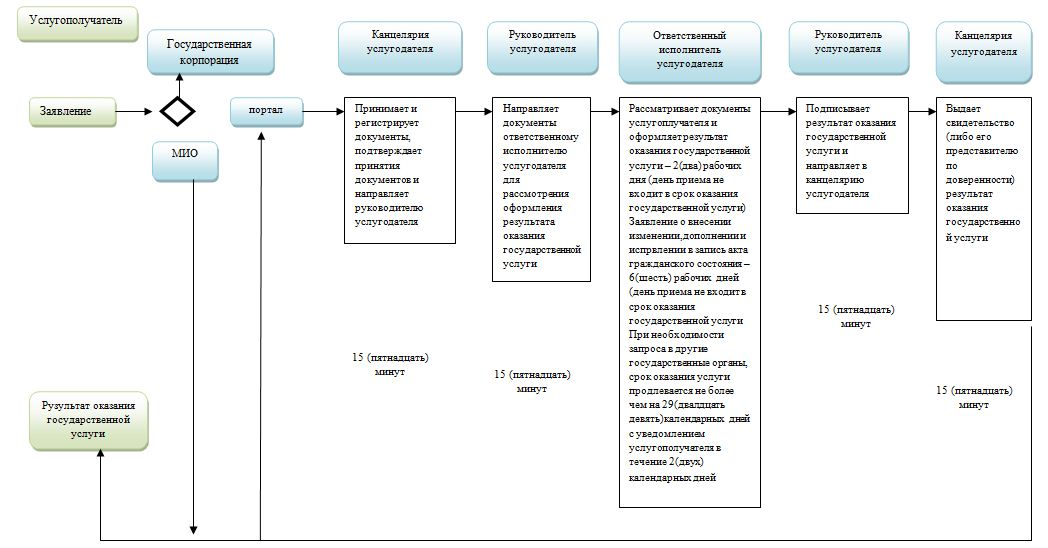 Услугополучатель
Государственная
корпорация
Заявление
МИО
портал
Канцелярия
услугодателя
Принимает и
регистрирует
документы,
подтверждает
принятия
документов и
направляет
руководителю
услугодателя
15 (пятнадцать)
минут
Руководитель
услугодателя
Направляет
документы
ответственному
исполнителю
услугодателя
для
рассмотрения
оформления
результата
оказания
государственной
услуги
15 (пятнадцать)
минут
Ответственный
исполнитель
услугодателя
Рассматривает документы
услугоплучателя и
оформляетрезультат
оказания государственной
услуги – 2(два) рабочих
дня (день приема не
входит в срок оказания
государственной услуги)
Заявление о внесении
изменении,дополнении и
испрвлении в запись акта
гражданского состояния –
6(шесть) рабочих дней
(день приема не входит в
срок оказания
государственной услуги
При необходимости
запроса в другие
государственные органы,
срок оказания услуги
продлевается не более
чем на 29(двалдцать
девять)календарных дней
с уведомлением
услугополучателя в
течение 2(двух)
календарных дней
Руководитель
услугодателя
Подписывает
результат оказания
государственной
услуги и
направляет в
канцелярию
услугодателя
15 (пятнадцать)
минут
Канцелярия
услугодателя
Выдает
свидетельство
(либо его
представителю
по
доверенности)
результат
оказания
государственно
й услуги
15 (пятнадцать)
минут
Рузультат оказания
государственной
услуги